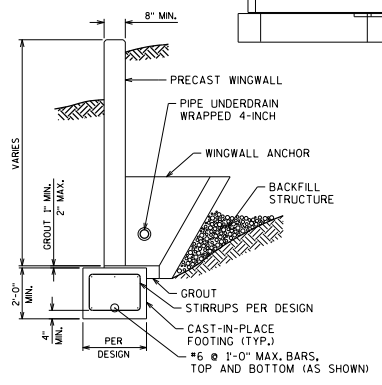 8" MIN.
PRECAST WINGWALL
PIPE UNDERDRAIN
WRAPPED 4-INCH
WINGWALL ANCHOR
BACKFILL
STRUCTURE
VARIES
GROUT 1" MIN.
2" MAX.
GROUT
STIRRUPS PER DESIGN
2'-0"
MIN.
4"
MIN.
CAST-IN-PLACE
FOOTING (TYP.)
PER
DESIGN
#6 @ 1'-0" MAX. BARS,
TOP AND BOTTOM (AS SHOWN)